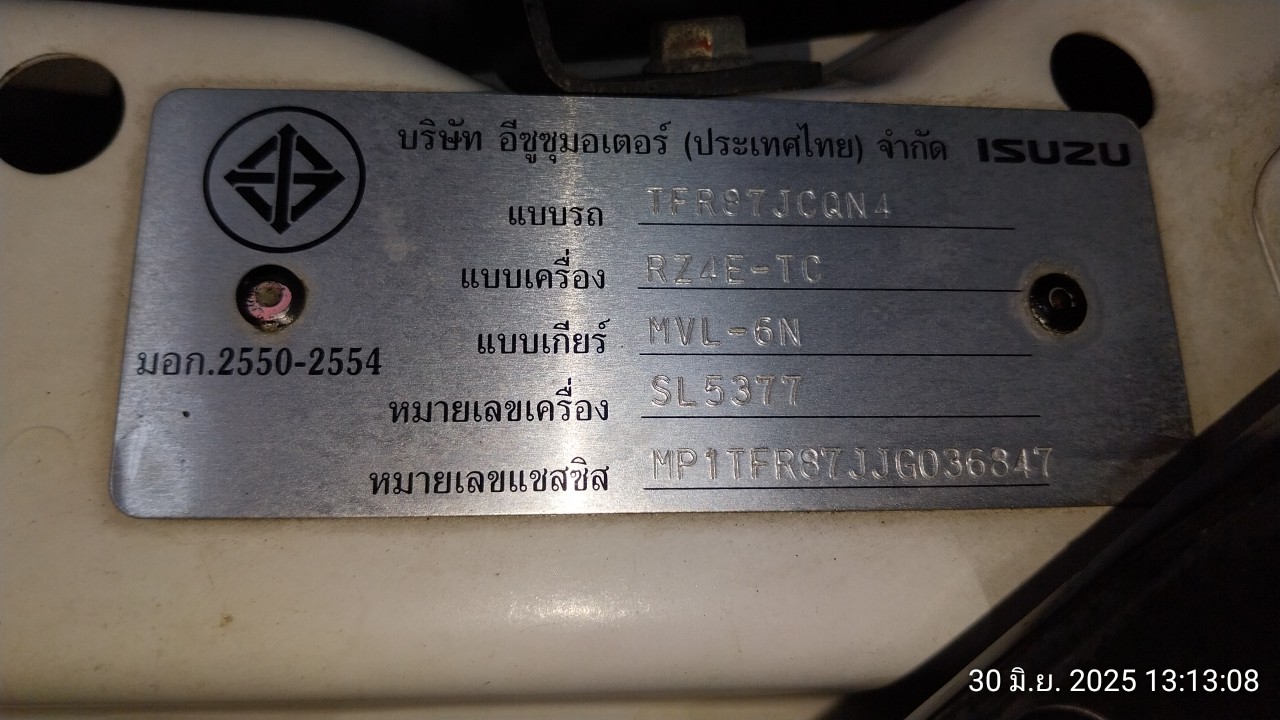 บริษัท อีซูซุมอเตอร์ (ประเทศไทย) จำกัด ISUZU
แบบรถ TFR87JCQN4
แบบเครื่อง RZ4E-TC
แบบเกียร์ MVL-6N
มอก.2550-2554
หมายเลขเครื่อง SL5377
หมายเลขแชสซิส MP1TFR87JJG036847
30 มิ.ย. 2025 13:13:08